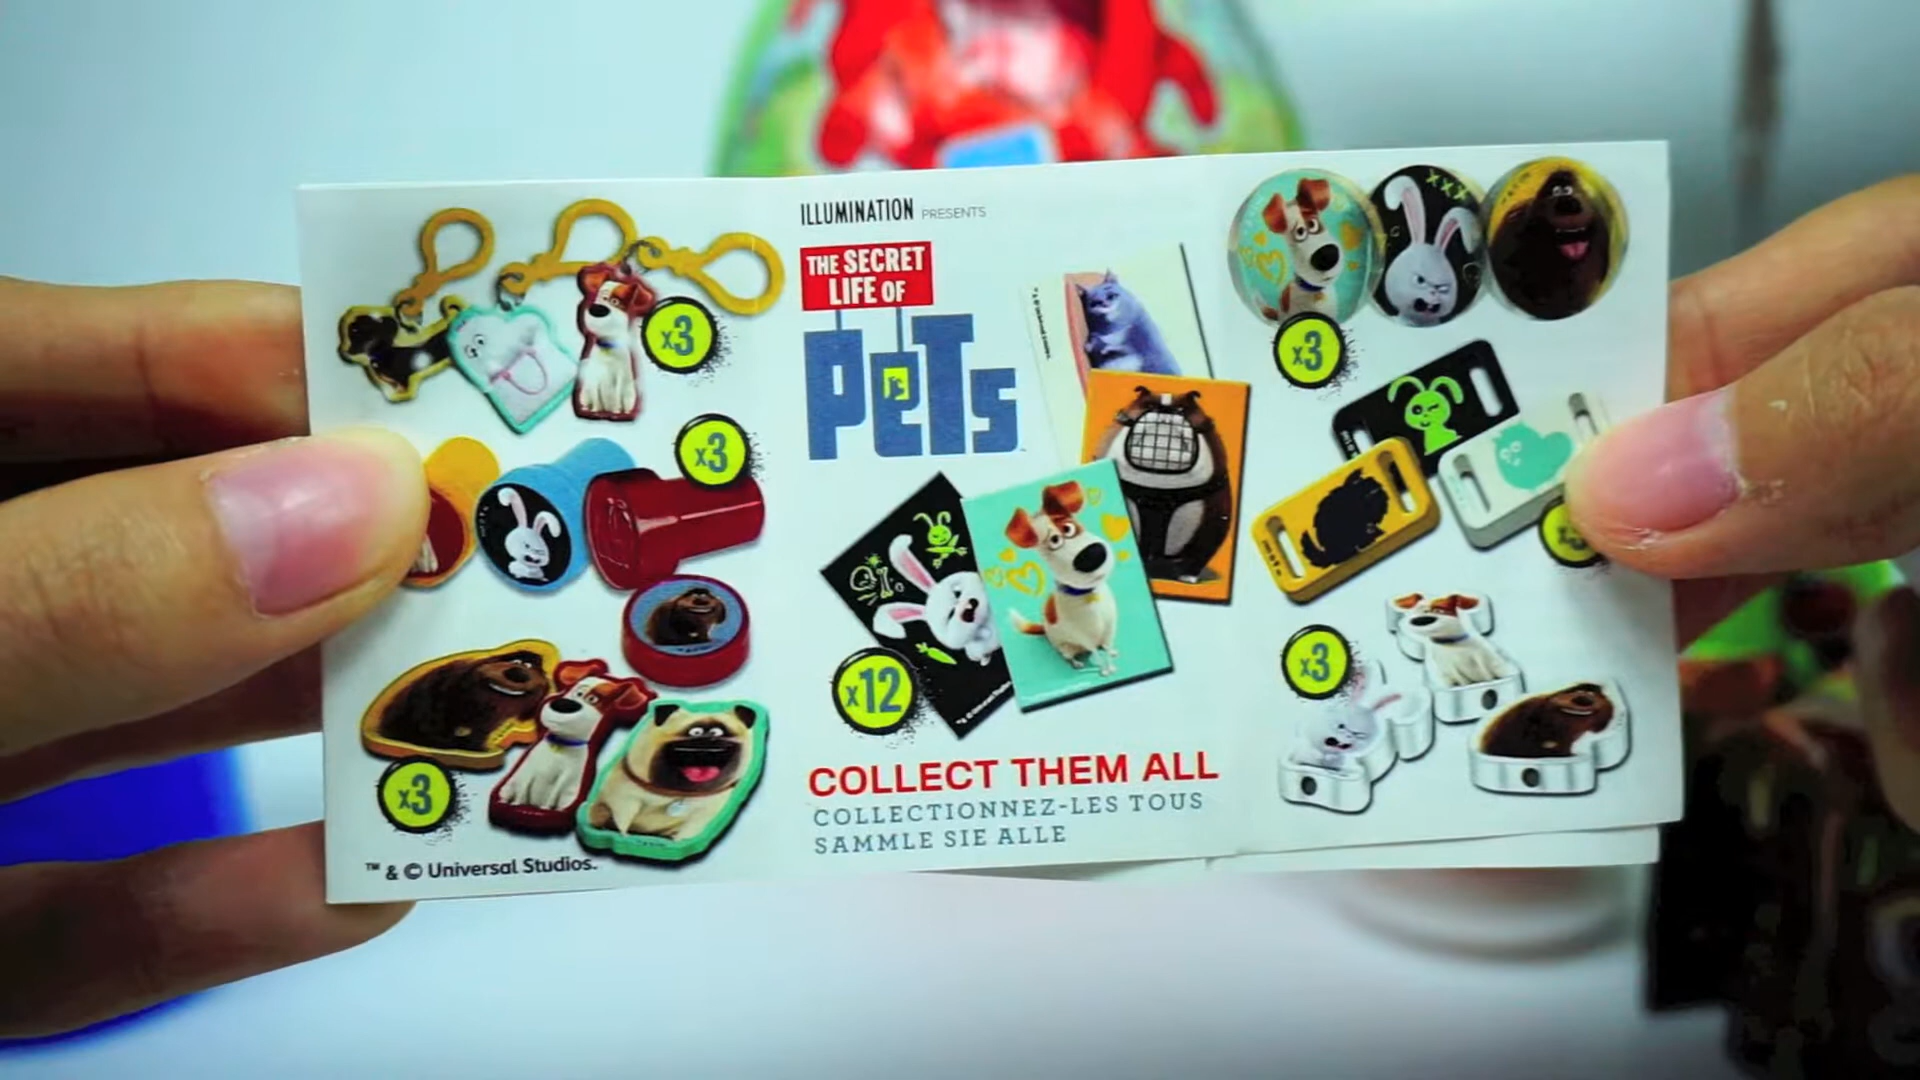 ILLUMINATION PRESENTS
THE SECRET
LIFE OF
PETS
x3
x3
x3
x12
x3
x3
x3
COLLECT THEM ALL
COLLECTIONNEZ-LES TOUS
SAMMLE SIE ALLE
™ & © Universal Studios.